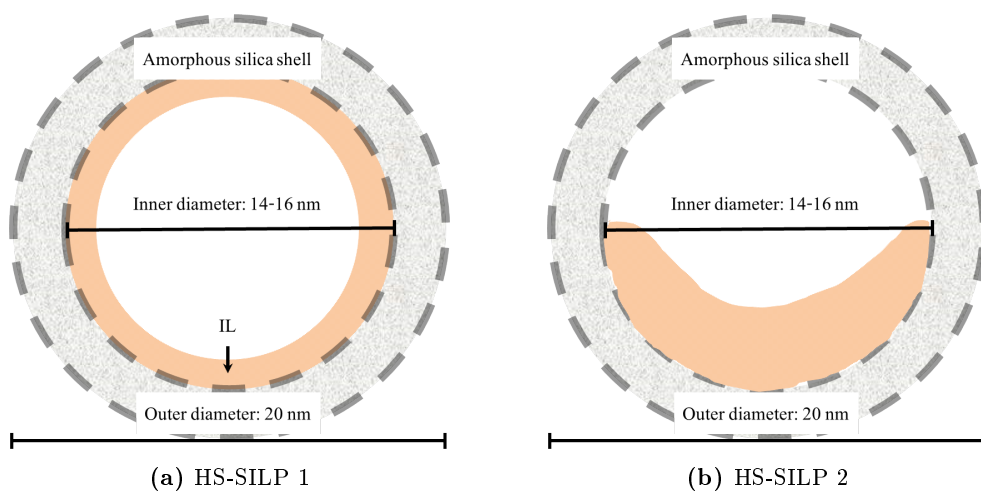 Amorphous silica shell
Inner diameter: 14-16 nm
IL
Outer diameter: 20 nm
(a) HS-SILP 1
Amorphous silica shell
Inner diameter: 14-16 nm
Outer diameter: 20 nm
(b) HS-SILP 2